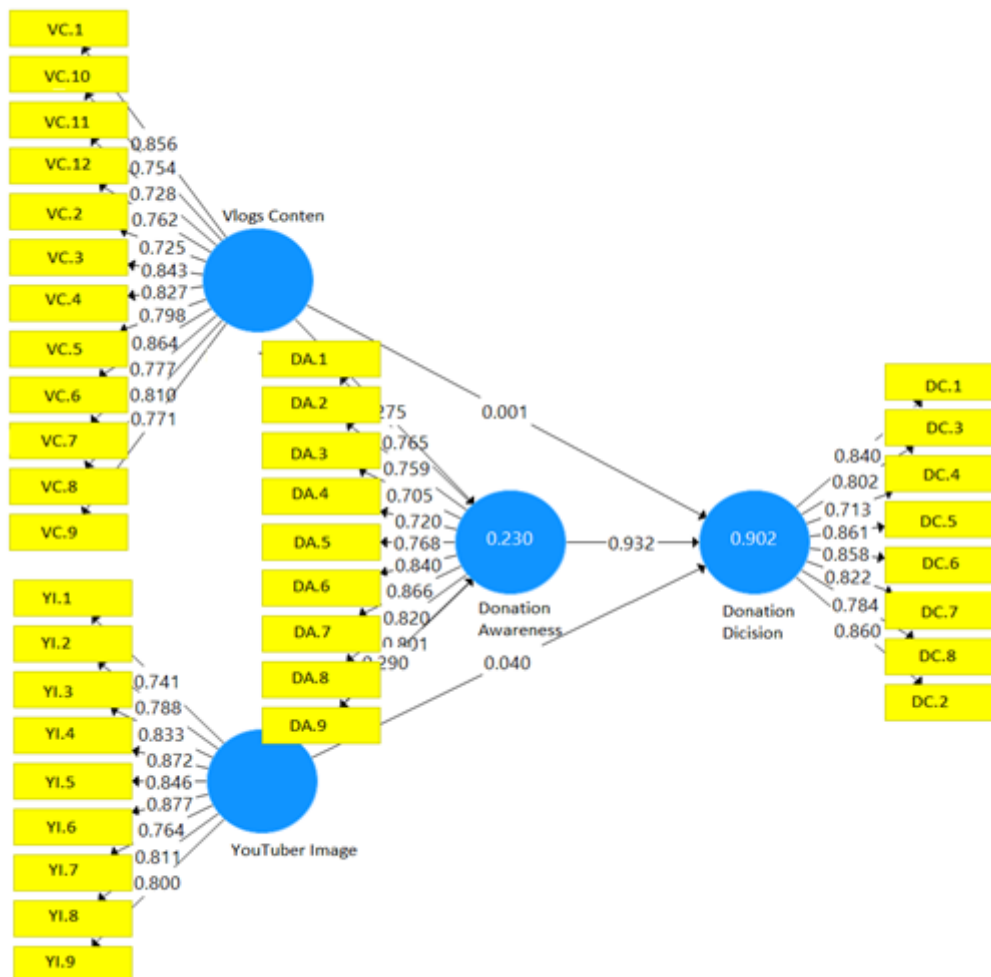 VC.1
VC.10
VC.11
VC.12
VC.2
VC.3
VC.4
VC.5
VC.6
VC.7
VC.8
VC.9
0.856
0.754
0.728
0.762
0.725
0.843
0.827
0.798
0.864
0.777
0.810
0.771
Vlogs Conten
DA.1
DA.2
DA.3
DA.4
DA.5
DA.6
DA.7
DA.8
DA.9
0.765
0.759
0.705
0.720
0.768
0.840
0.866
0.820
0.230
Donation
Awareness
0.001
0.932
0.040
0.902
Donation
Dicision
0.840
0.802
0.713
0.861
0.858
0.822
0.784
0.860
DC.1
DC.3
DC.4
DC.5
DC.6
DC.7
DC.8
DC.2
YI.1
YI.2
YI.3
YI.4
YI.5
YI.6
YI.7
YI.8
YI.9
0.741
0.788
0.833
0.872
0.846
0.877
0.764
0.811
0.800
YouTuber Image